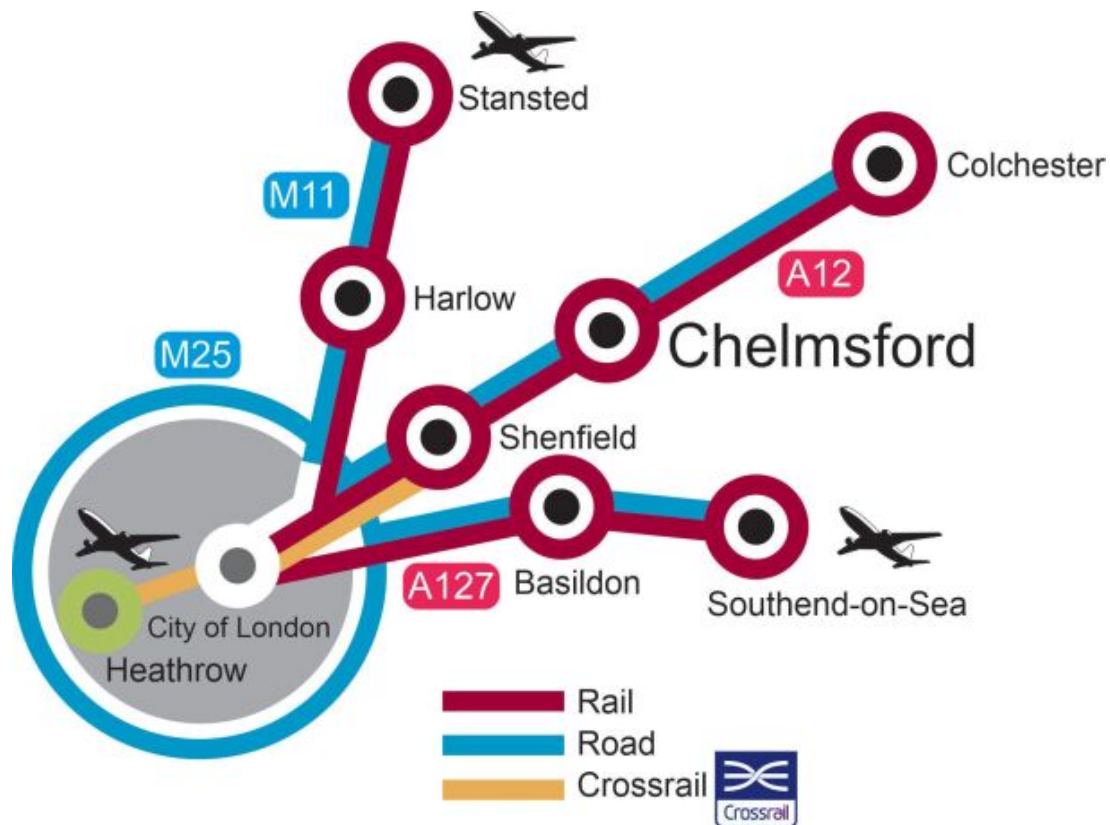 Stansted
Colchester
M11
A12
Harlow
Chelmsford
M25
Shenfield
A127
Basildon
Southend-on-Sea
City of London
Heathrow
Rail
Road
Crossrail
Crossrail